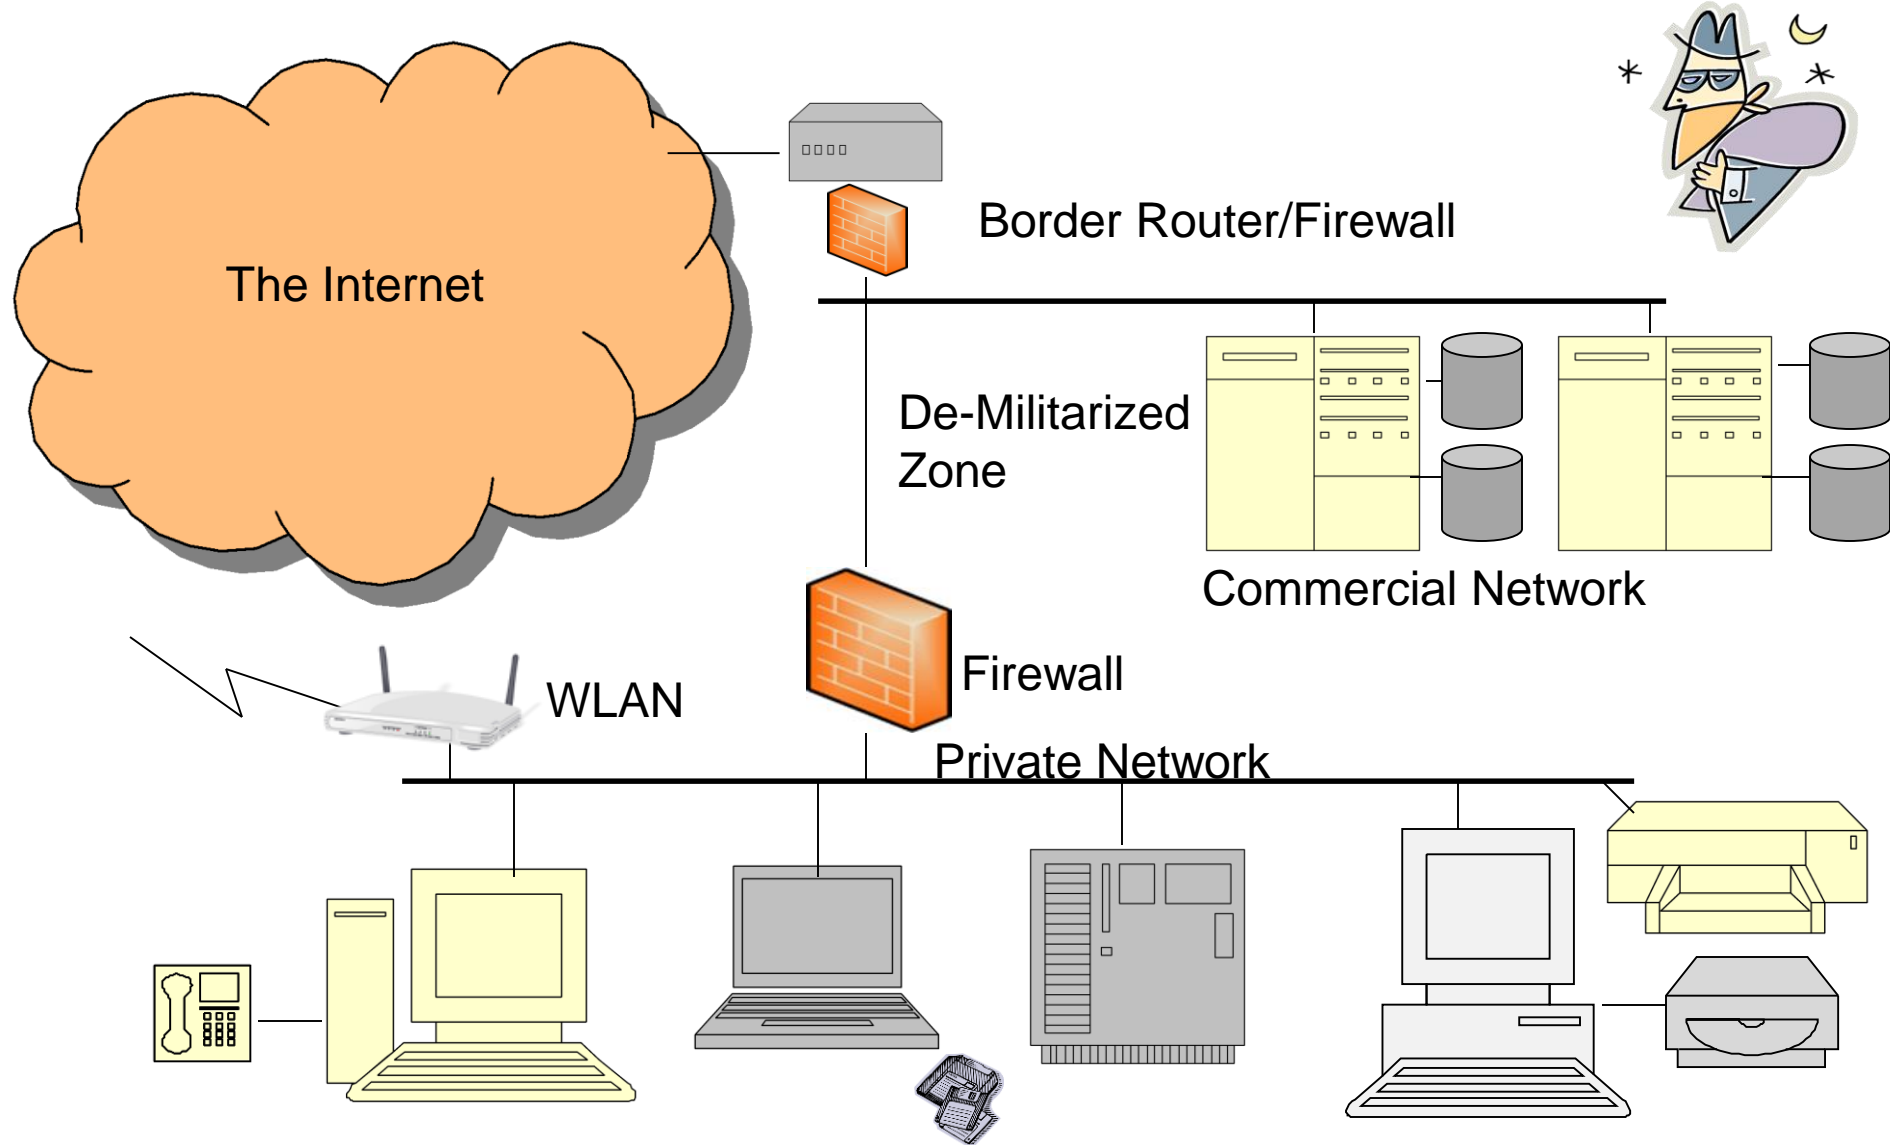 Border Router/Firewall
The Internet
De-Militarized
Zone
Commercial Network
Firewall
WLAN
Private Network